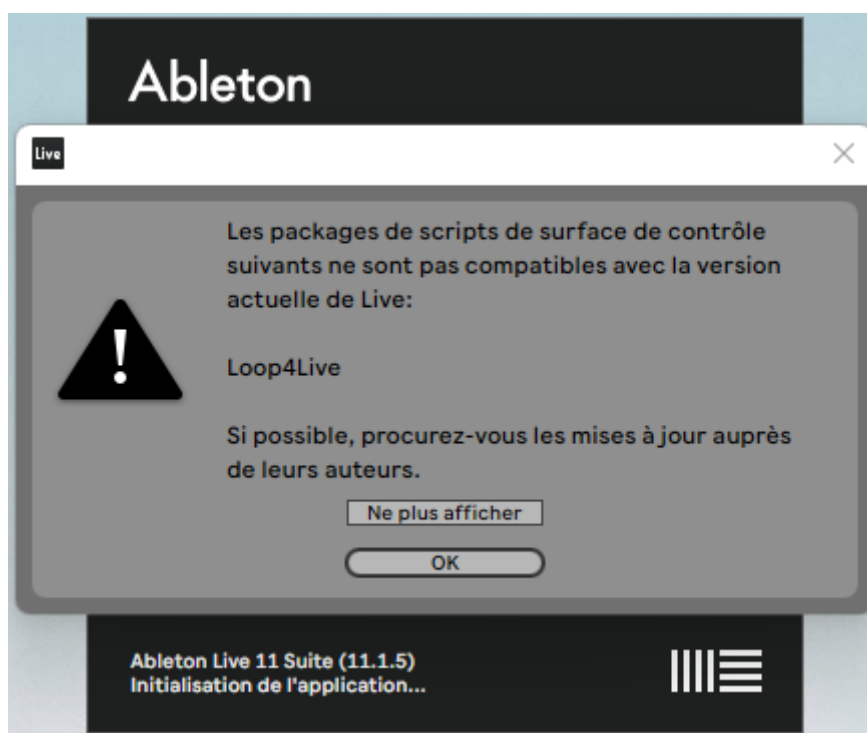 Ableton
Live
Les packages de scripts de surface de contrôle
suivants ne sont pas compatibles avec la version
actuelle de Live:
Loop4Live
Si possible, procurez-vous les mises à jour auprès
de leurs auteurs.
Ne plus afficher
OK
Ableton Live 11 Suite (11.1.5)
Initialisation de l'application...